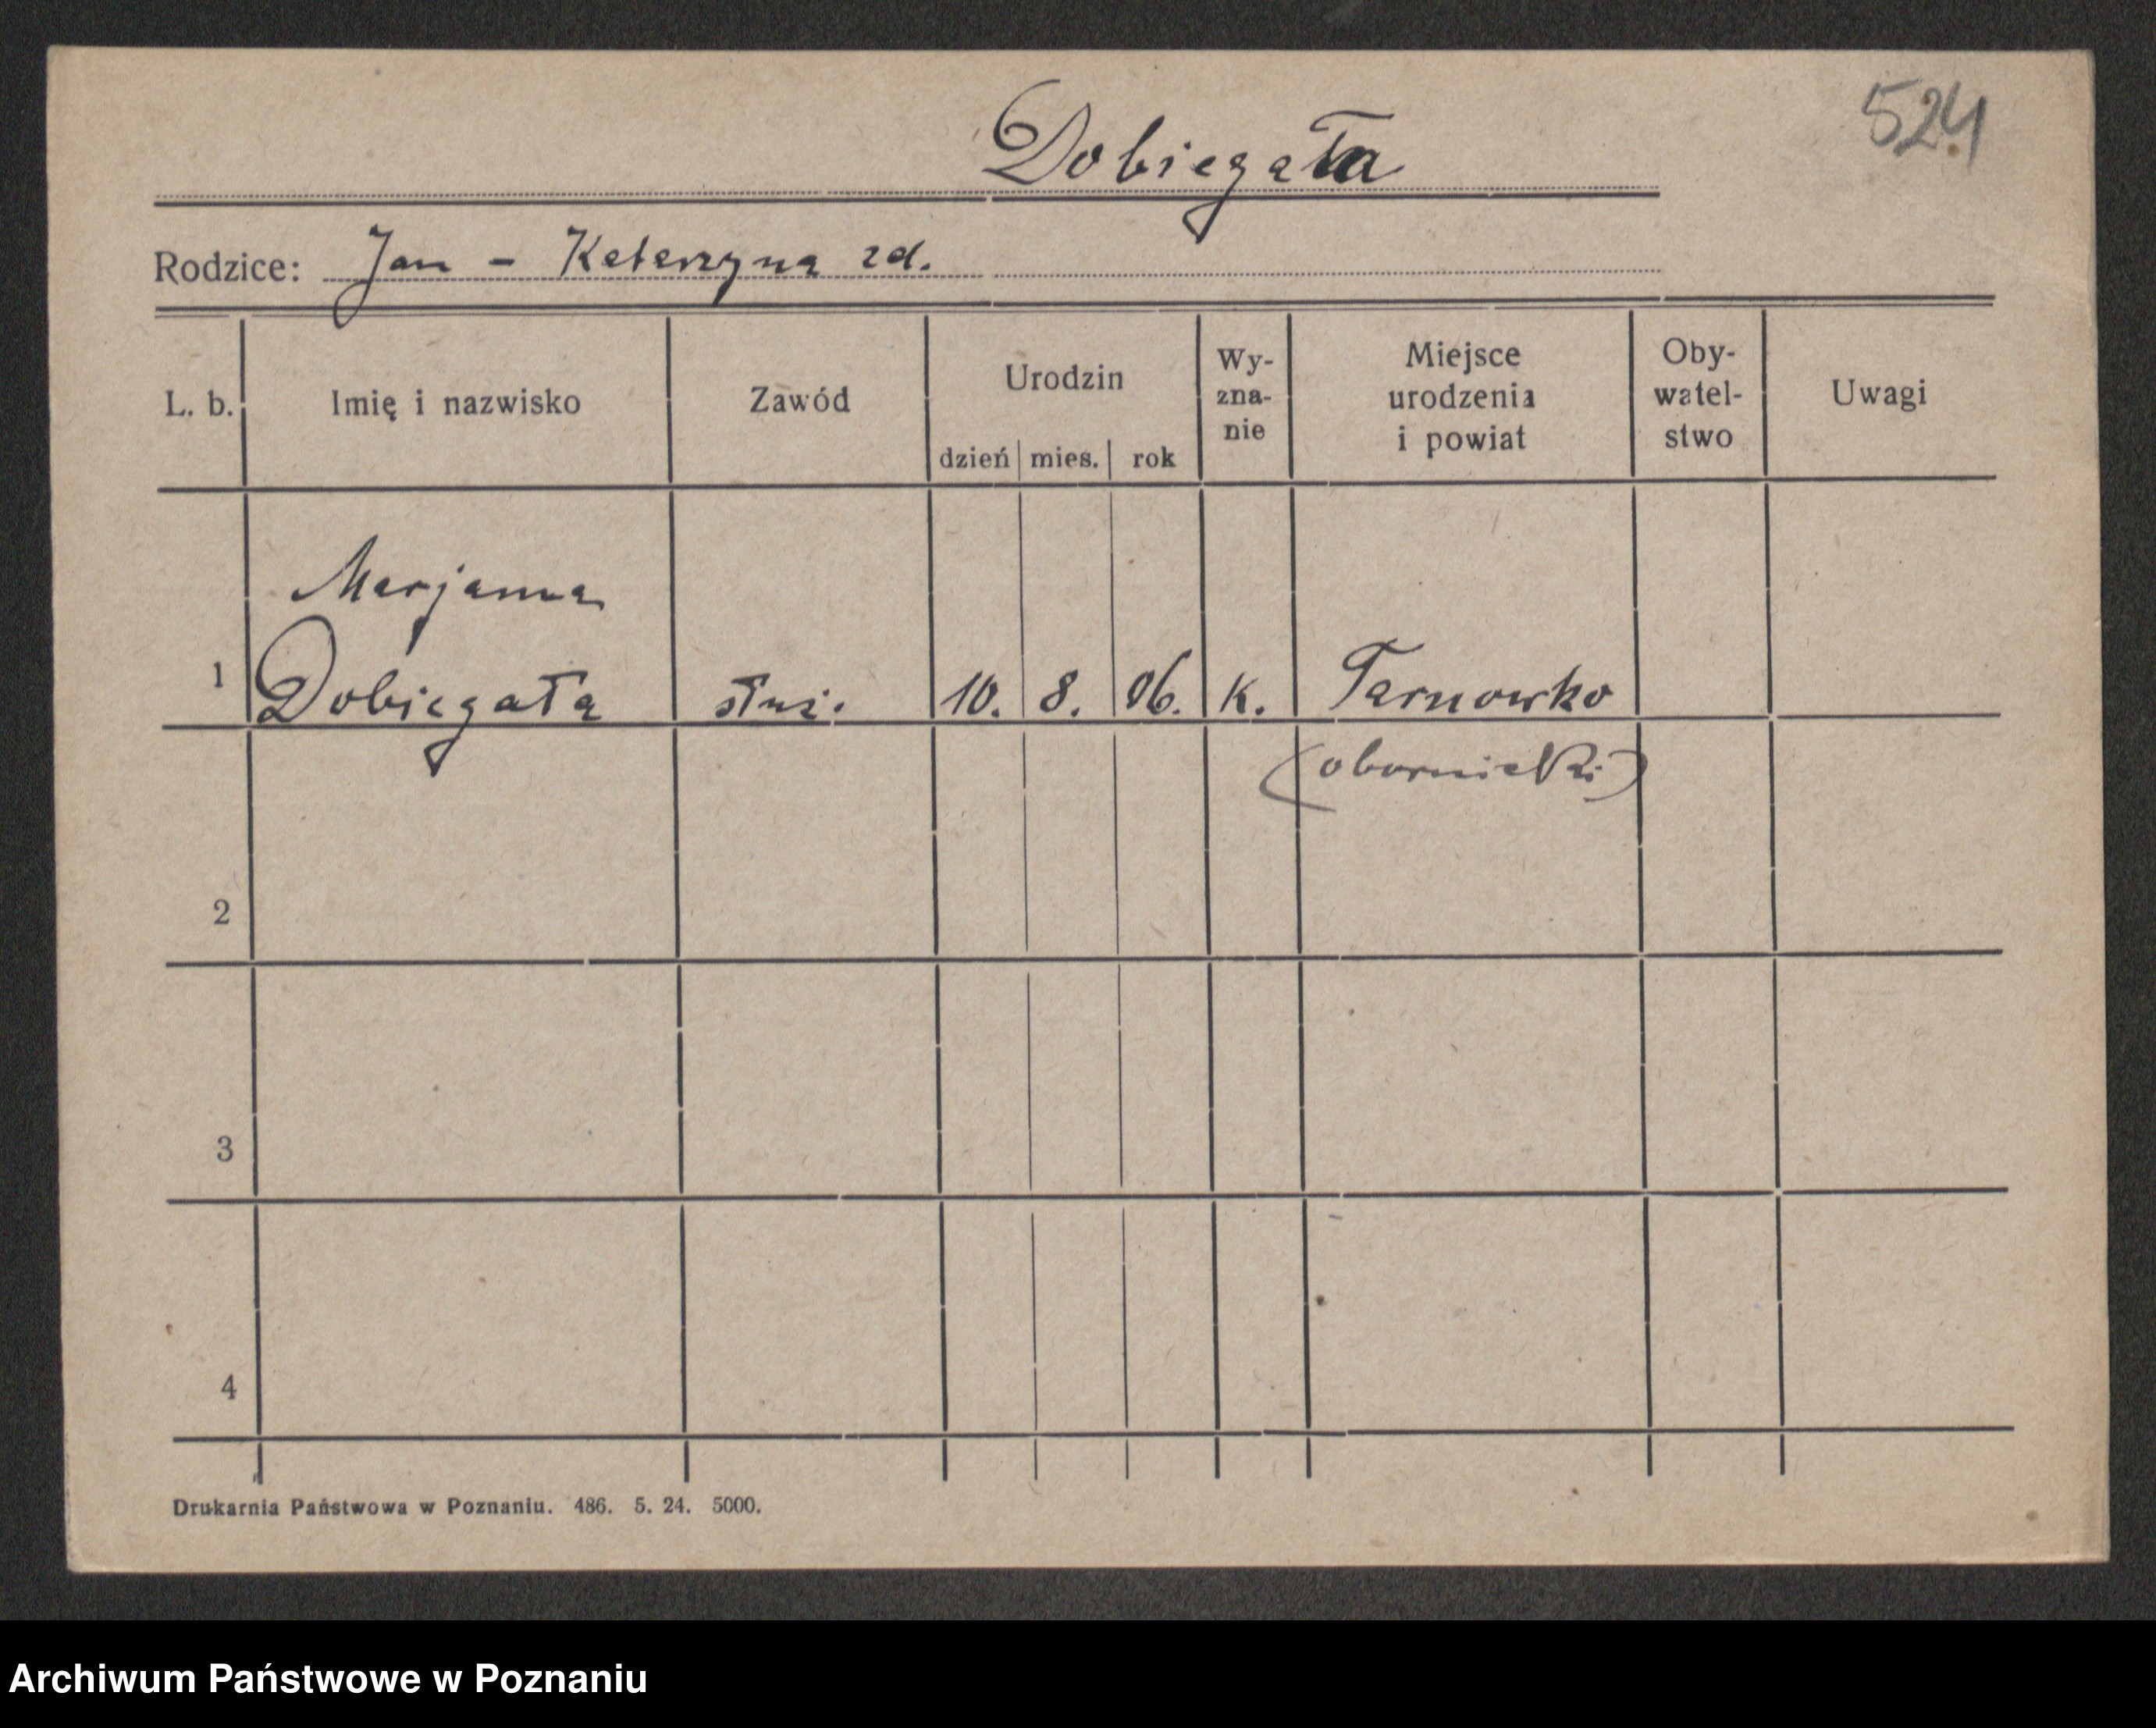 524
Dobiegała
Rodzice: Jan - Katarzyna zd.
L. b. Imię i nazwisko Zawód Urodzin dzień mies. rok Wy-zna-nie Miejsce urodzenia i powiat Oby-watel-stwo Uwagi
Marjanna
1 Dobiegała służ. 10. 8. 06. K. Tarnowko
(obornicki)
2
3
4
Drukarnia Państwowa w Poznaniu. 486. 5. 24. 5000.
Archiwum Państwowe w Poznaniu